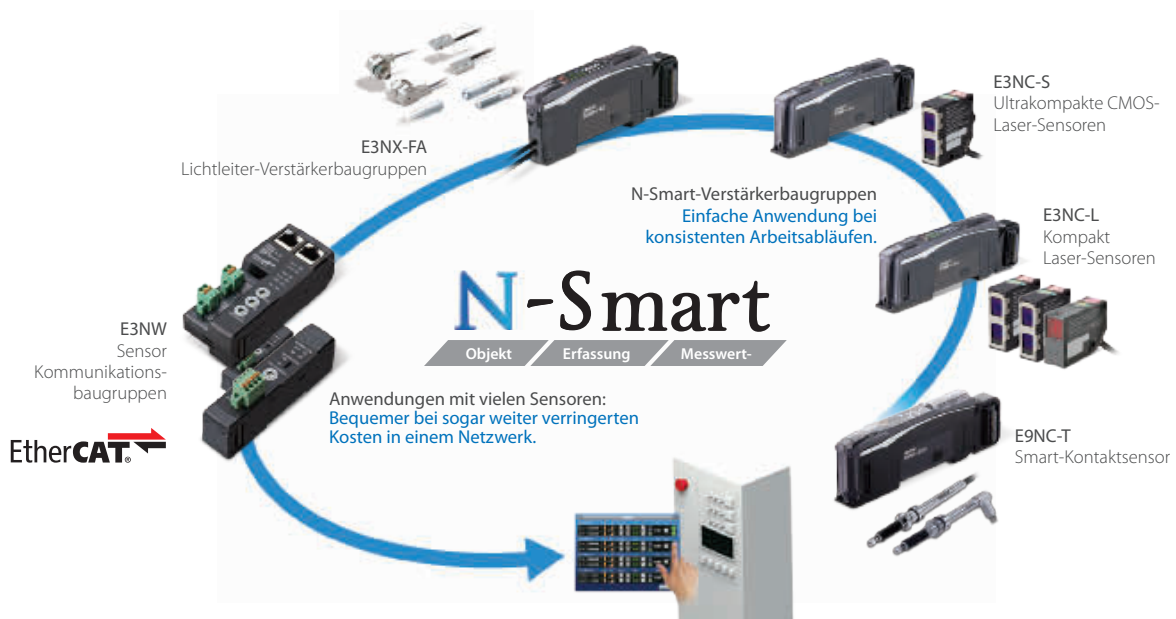 E3NX-FA
Lichtleiter-Verstärkerbaugruppen
E3NC-S
Ultrakompakte CMOS-
Laser-Sensoren
N-Smart-Verstärkerbaugruppen
Einfache Anwendung bei
konsistenten Arbeitsabläufen.
E3NC-L
Kompakt
Laser-Sensoren
N-Smart
Objekt Erfassung Messwert-
E3NW
Sensor
Kommunikations-
baugruppen
Anwendungen mit vielen Sensoren:
Bequemer bei sogar weiter verringerten
Kosten in einem Netzwerk.
EtherCAT®
E9NC-T
Smart-Kontaktsensor